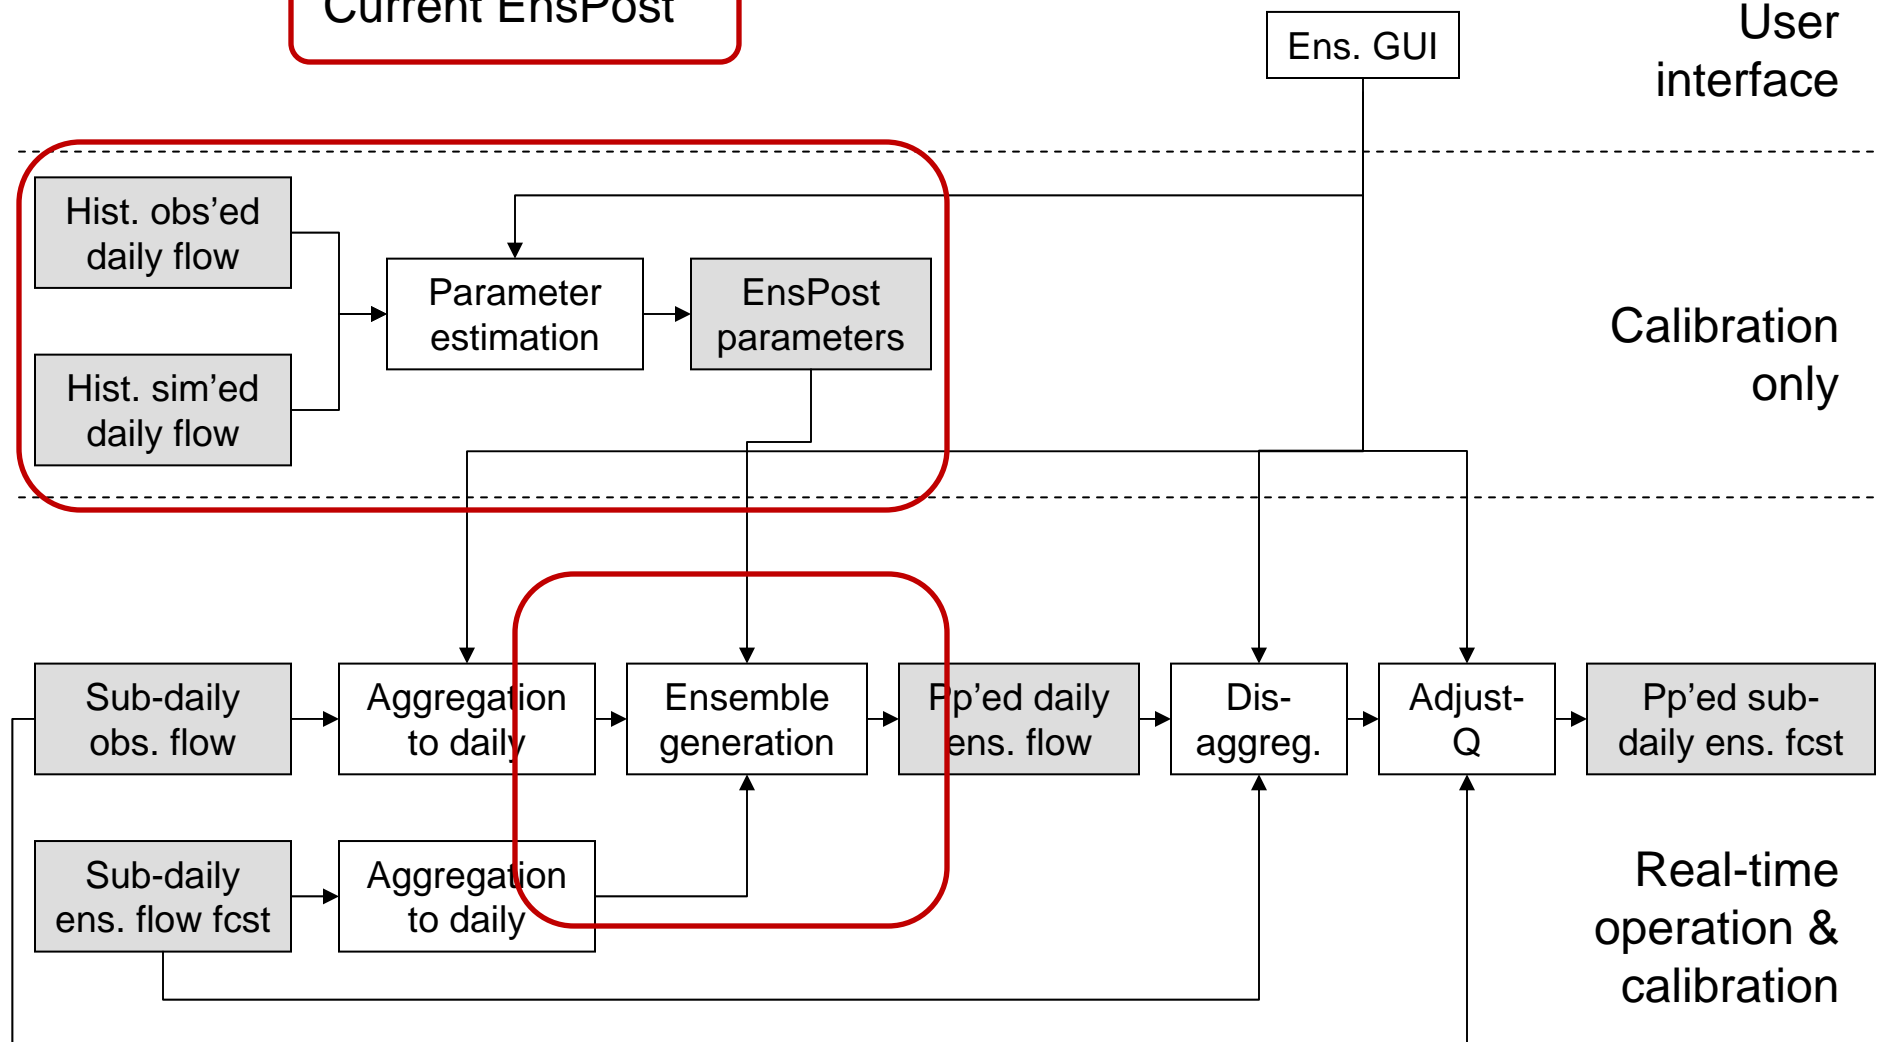 Current EnsPost
Ens. GUI
User
interface
Hist. obs’ed
daily flow
Parameter
estimation
EnsPost
parameters
Hist. sim’ed
daily flow
Calibration
only
Sub-daily
obs. flow
Aggregation
to daily
Ensemble
generation
Pp’ed daily
ens. flow
Dis-
aggreg.
Adjust-
Q
Pp’ed sub-
daily ens. fcst
Sub-daily
ens. flow fcst
Aggregation
to daily
Real-time
operation &
calibration